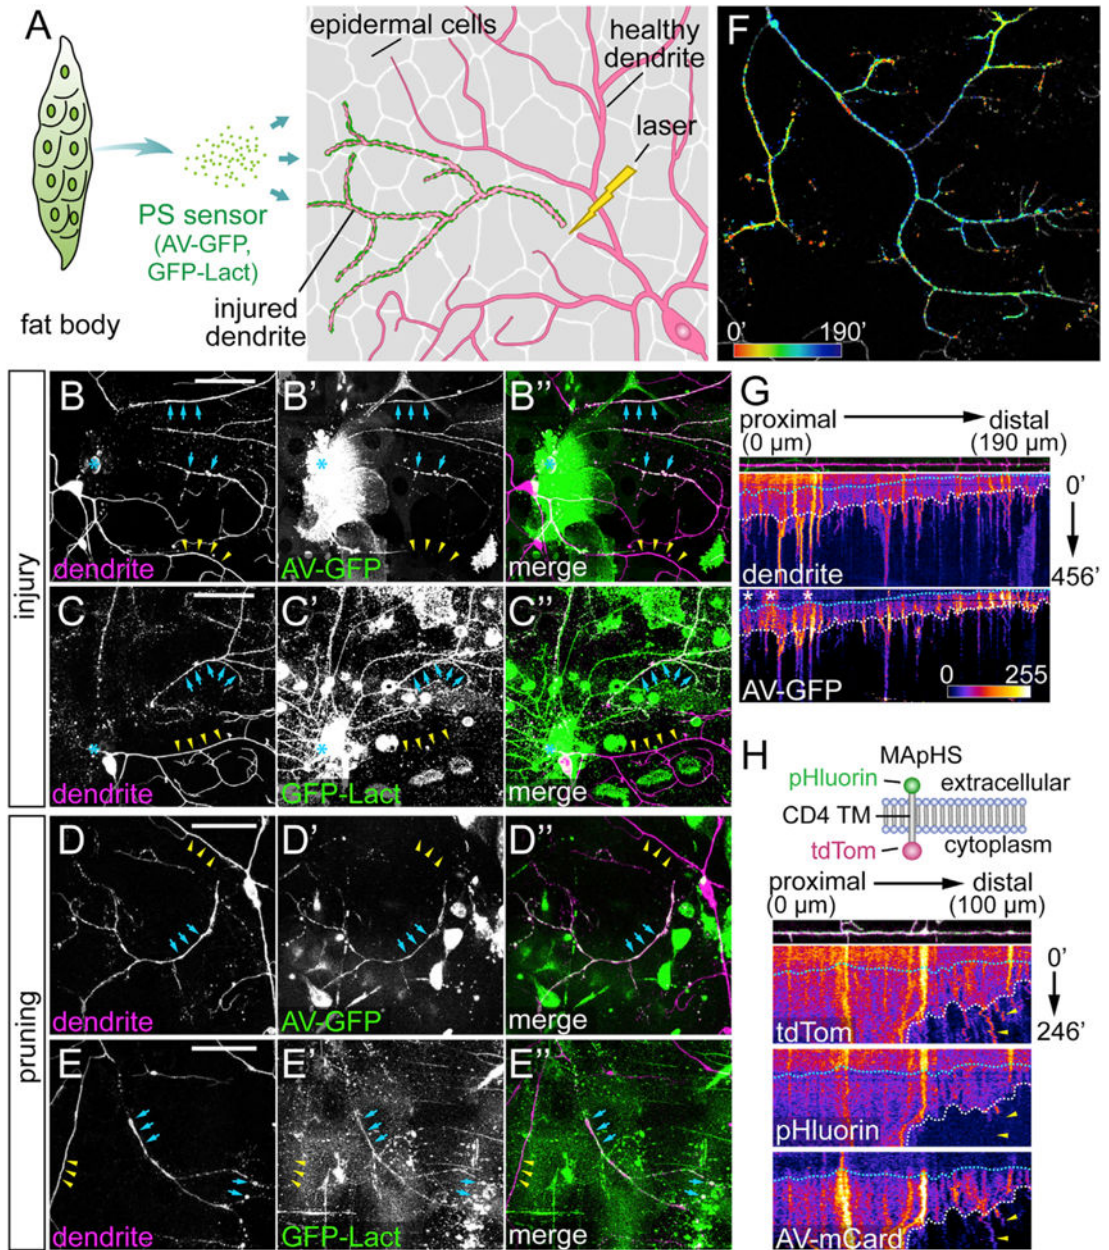 A
epidermal cells
healthy
dendrite
laser
PS sensor
(AV-GFP,
GFP-Lact)
injured
dendrite
fat body
F
0' 190'
injury
B
dendrite
B'
AV-GFP
B"
merge
C
dendrite
C'
GFP-Lact
C"
merge
pruning
D
dendrite
D'
AV-GFP
D"
merge
E
dendrite
E'
GFP-Lact
E"
merge
G
proximal distal
(0 µm) (190 µm)
0'
dendrite
456'
0 255
AV-GFP
H
MApHS
pHluorin extracellular
CD4 TM
tdTom cytoplasm
proximal distal
(0 µm) (100 µm)
0'
tdTom 246'
pHluorin
AV-mCard